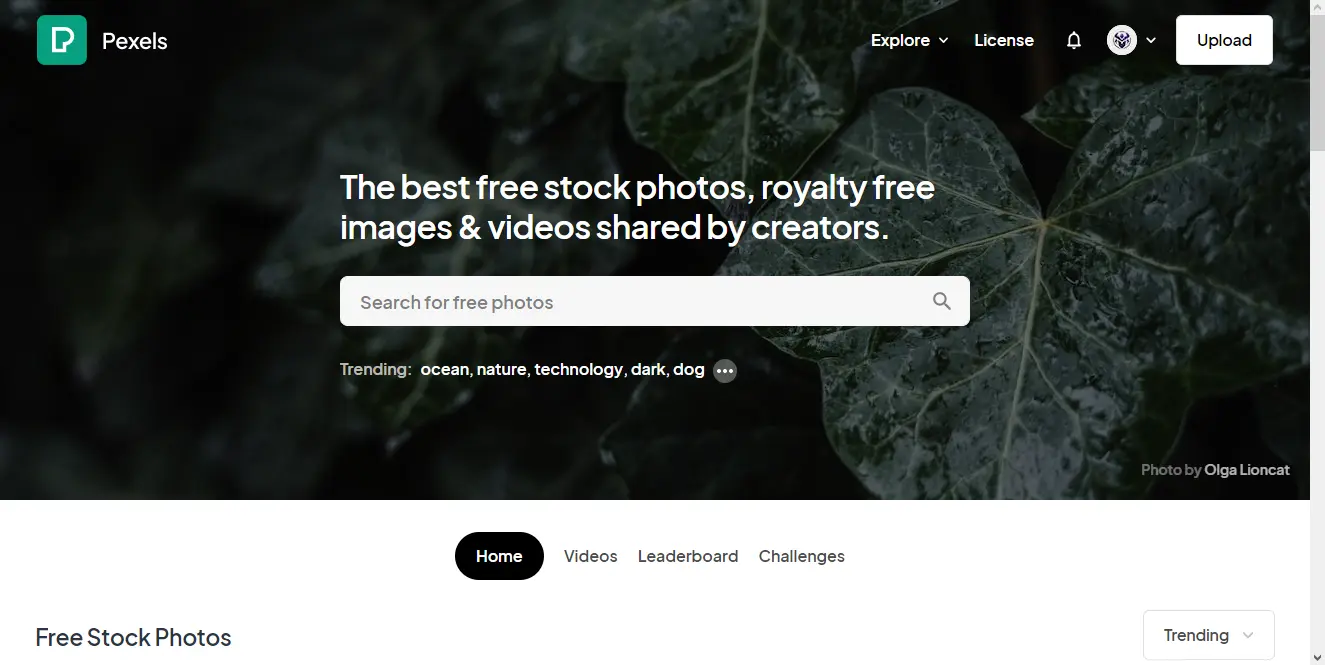 Pexels
Explore License Upload
The best free stock photos, royalty free
images & videos shared by creators.
Search for free photos
Trending: ocean, nature, technology, dark, dog
Photo by Olga Lioncat
Home Videos Leaderboard Challenges
Free Stock Photos
Trending